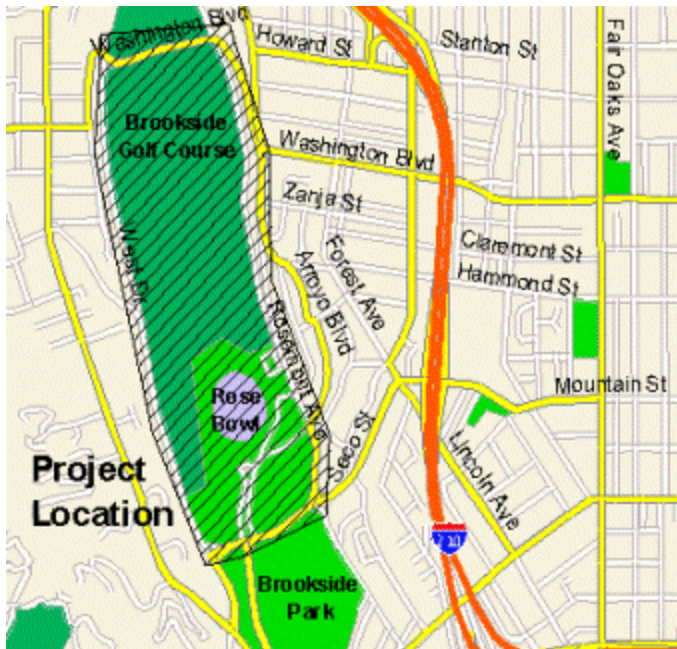 Washington Blvd
Howard St
Stanton St
Fair Oaks Ave
Brookside
Golf Course
Washington Blvd
Zanja St
West Dr
Forest Ave
Arroyo Blvd
Claremont St
Hammond St
Rosemont Ave
Mountain St
Rose
Bowl
Seco St
Lincoln Ave
Project
Location
210
Brookside
Park